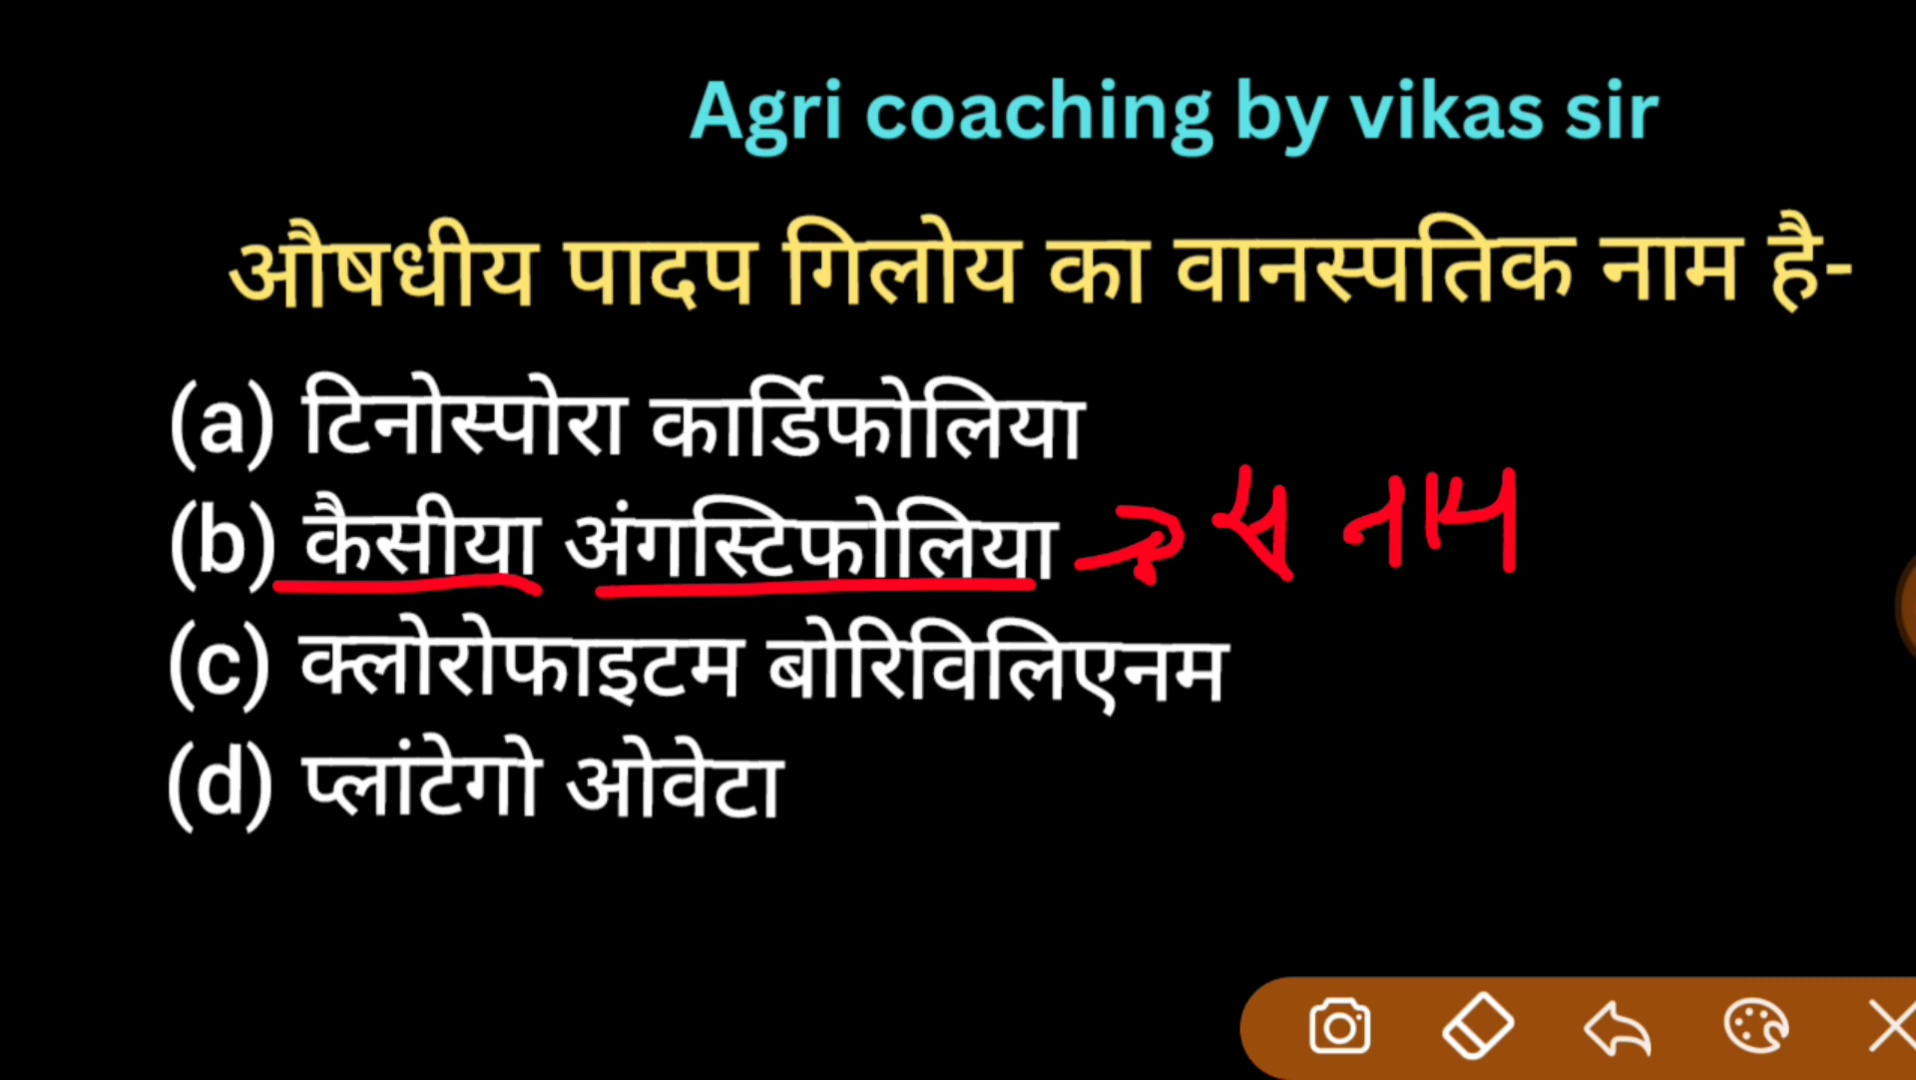 Agri coaching by vikas sir
औषधीय पादप गिलोय का वानस्पतिक नाम है-
(a) टिनोस्पोरा कार्डिफोलिया
(b) कैसीया अंगस्टिफोलिया
(c) क्लोरोफाइटम बोरिविलिएनम
(d) प्लांटेगो ओवेटा